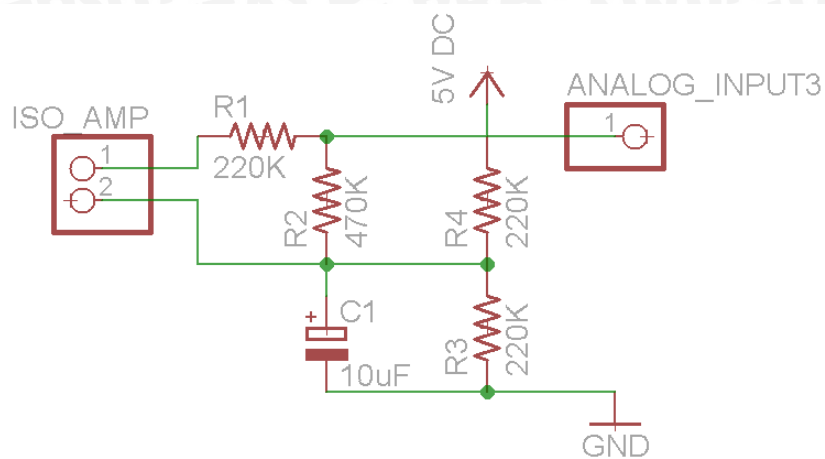 5V DC
ANALOG_INPUT3
1
ISO_AMP
1
2
R1
220K
R2
470K
R4
220K
+
C1
10uF
R3
220K
GND